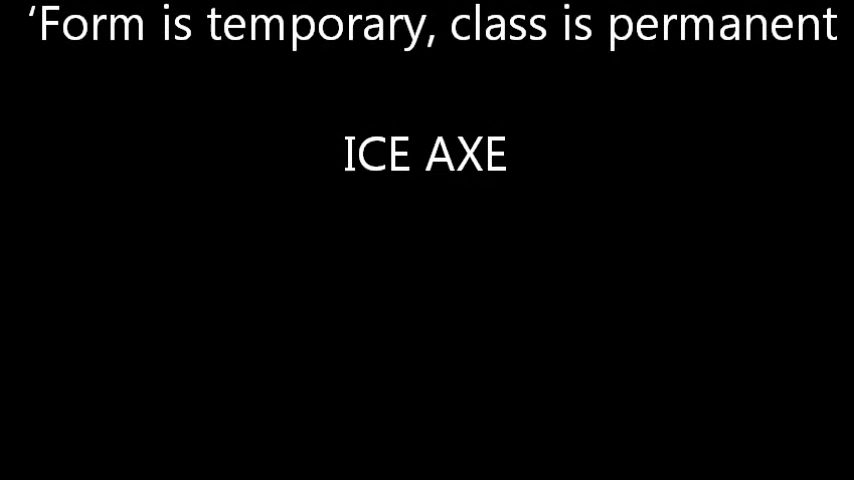 ‘Form is temporary, class is permanent
ICE AXE